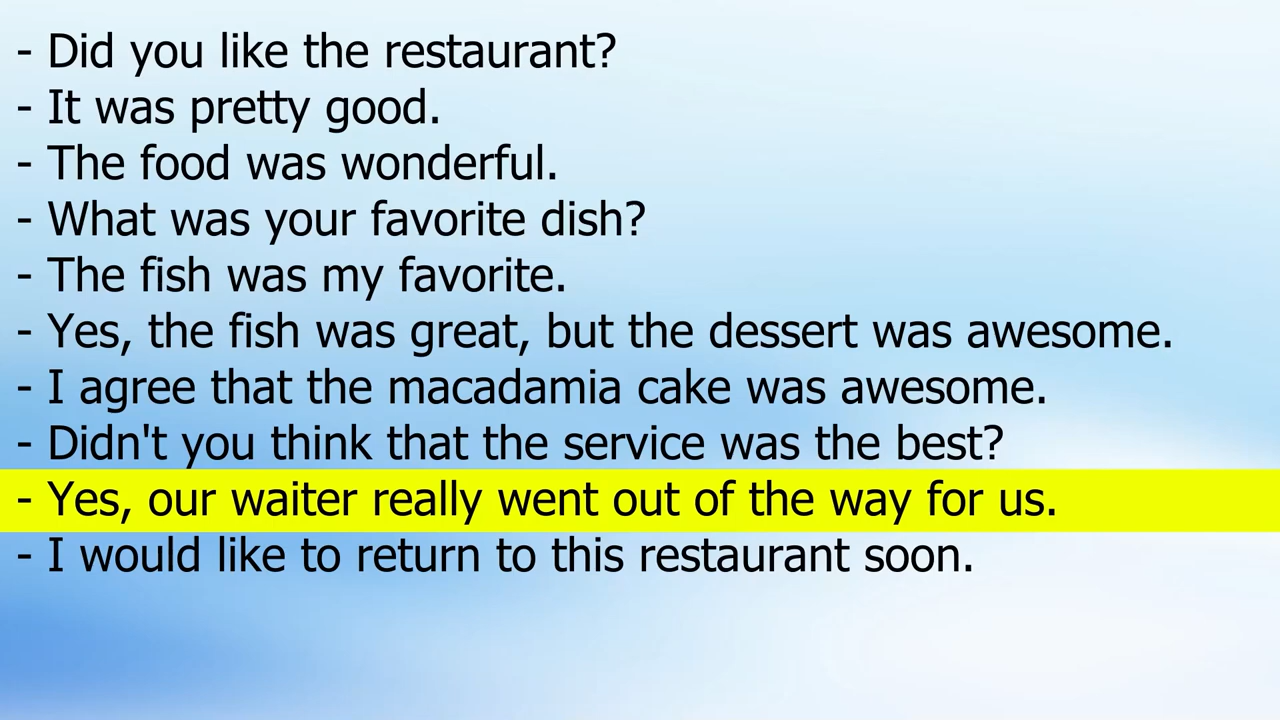 - Did you like the restaurant?
- It was pretty good.
- The food was wonderful.
- What was your favorite dish?
- The fish was my favorite.
- Yes, the fish was great, but the dessert was awesome.
- I agree that the macadamia cake was awesome.
- Didn't you think that the service was the best?
- Yes, our waiter really went out of the way for us.
- I would like to return to this restaurant soon.